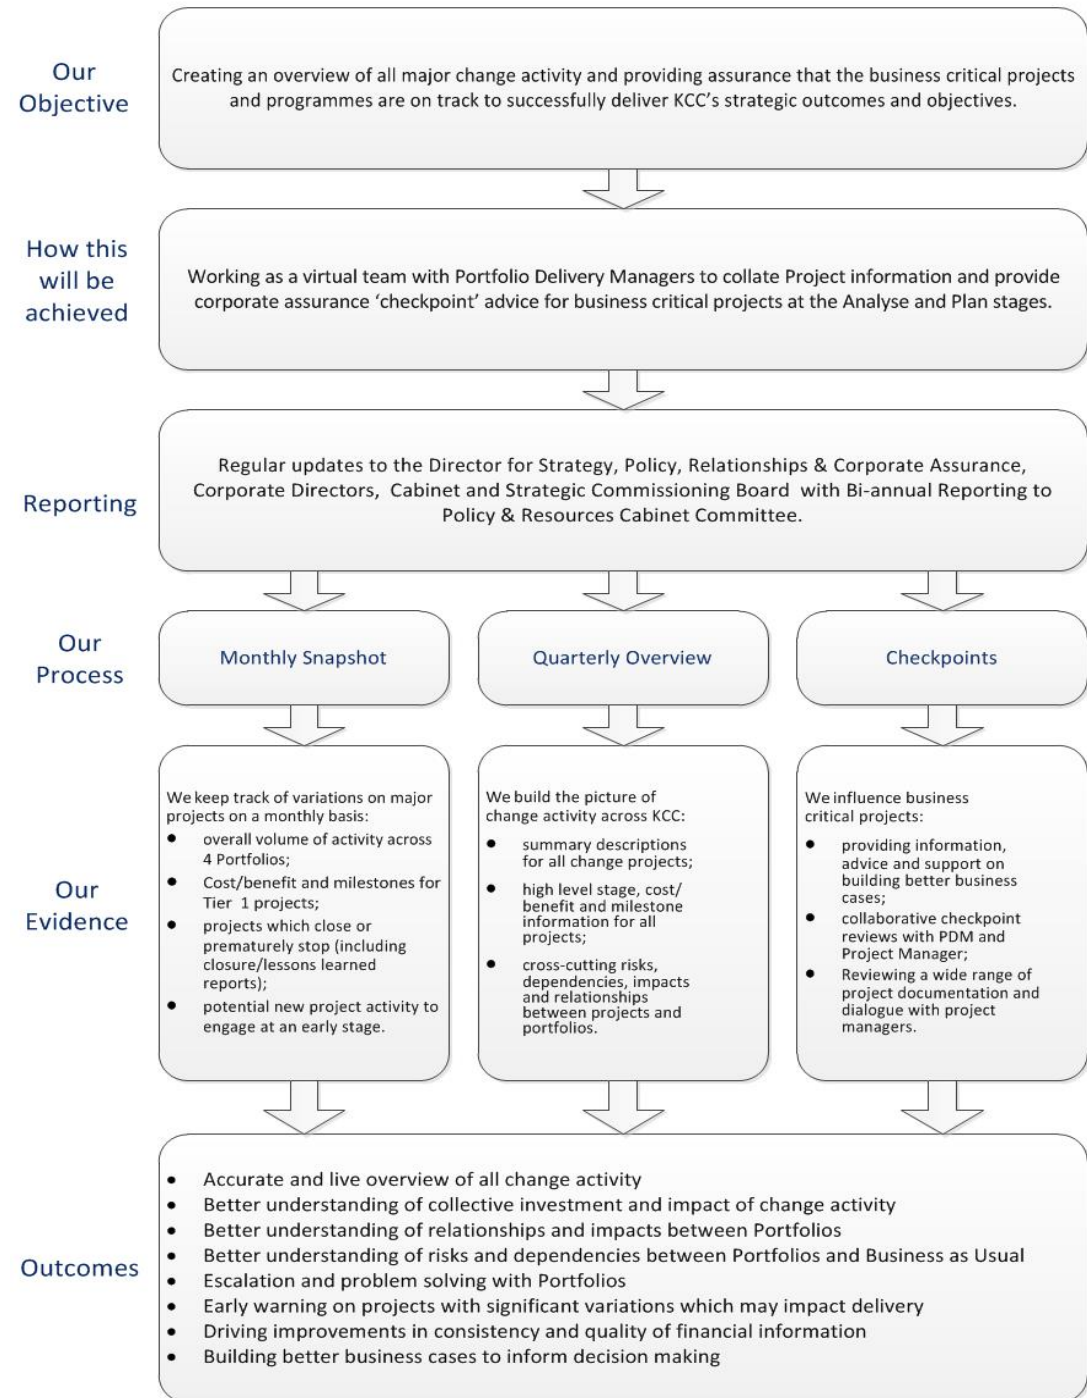 Our
Objective
Creating an overview of all major change activity and providing assurance that the business critical projects
and programmes are on track to successfully deliver KCC's strategic outcomes and objectives.
How this
will be
achieved
Working as a virtual team with Portfolio Delivery Managers to collate Project information and provide
corporate assurance 'checkpoint' advice for business critical projects at the Analyse and Plan stages.
Reporting
Regular updates to the Director for Strategy, Policy, Relationships & Corporate Assurance,
Corporate Directors, Cabinet and Strategic Commissioning Board with Bi-annual Reporting to
Policy & Resources Cabinet Committee.
Our
Process
Monthly Snapshot
Quarterly Overview
Checkpoints
Our
Evidence
We keep track of variations on major
projects on a monthly basis:
● overall volume of activity across
4 Portfolios;
● Cost/benefit and milestones for
Tier 1 projects;
● projects which close or
prematurely stop (including
closure/lessons learned
reports);
● potential new project activity to
engage at an early stage.
We build the picture of
change activity across KCC:
● summary descriptions
for all change projects;
● high level stage, cost/
benefit and milestone
information for all
projects;
● cross-cutting risks,
dependencies, impacts
and relationships
between projects and
portfolios.
We influence business
critical projects:
● providing information,
advice and support on
building better business
cases;
● collaborative checkpoint
reviews with PDM and
Project Manager;
● Reviewing a wide range of
project documentation and
dialogue with project
managers.
Outcomes
● Accurate and live overview of all change activity
● Better understanding of collective investment and impact of change activity
● Better understanding of relationships and impacts between Portfolios
● Better understanding of risks and dependencies between Portfolios and Business as Usual
● Escalation and problem solving with Portfolios
● Early warning on projects with significant variations which may impact delivery
● Driving improvements in consistency and quality of financial information
● Building better business cases to inform decision making